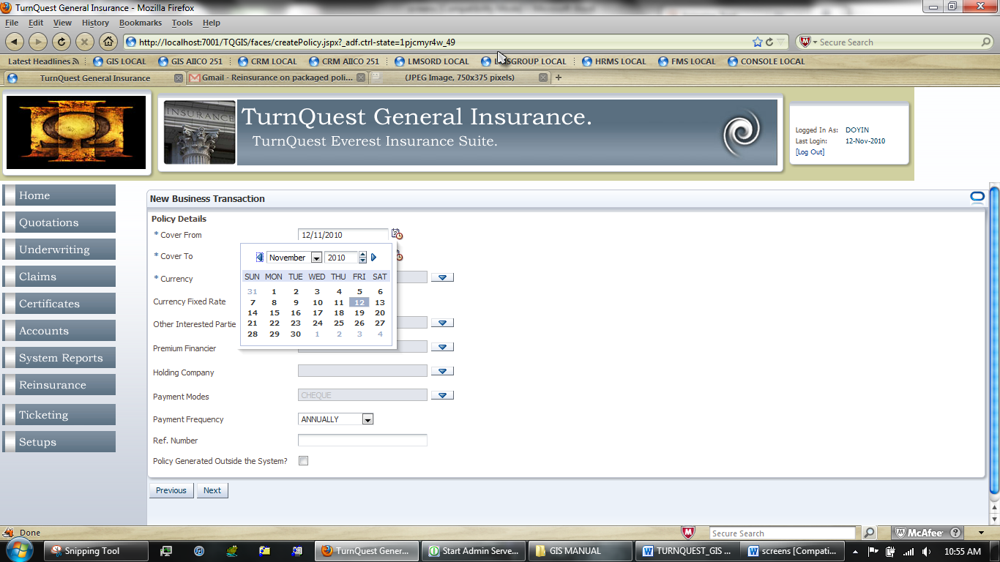 TurnQuest General Insurance - Mozilla Firefox
File Edit View History Bookmarks Tools Help
http://localhost:7001/TQGIS/faces/createPolicy.jspx?_adf.ctrl-state=1pjcmyr4w_49
Secure Search
Latest Headlines GIS LOCAL GIS AIICO 251 CRM LOCAL CRM AIICO 251 LMSORD LOCAL LOCAL HRMS LOCAL FMS LOCAL CONSOLE LOCAL
TurnQuest General Insurance Gmail - Reinsurance on packaged poli... (JPEG Image, 750x375 pixels) +
INSURANCE
TurnQuest General Insurance.
TurnQuest Everest Insurance Suite.
Logged In As: DOYIN
Last Login: 12-Nov-2010
[Log Out]
Home
Quotations
Underwriting
Claims
Certificates
Accounts
System Reports
Reinsurance
Ticketing
Setups
New Business Transaction
Policy Details
* Cover From 12/11/2010
* Cover To
November 2010
SUN MON TUE WED THU FRI SAT
31 1 2 3 4 5 6
7 8 9 10 11 12 13
14 15 16 17 18 19 20
21 22 23 24 25 26 27
28 29 30 1 2 3 4
* Currency
Currency Fixed Rate
Other Interested Partie
Premium Financier
Holding Company
Payment Modes CHEQUE
Payment Frequency ANNUALLY
Ref. Number
Policy Generated Outside the System?
Previous Next
Done
Secure Search
McAfee
Snipping Tool TurnQuest Gener... Start Admin Serve... GIS MANUAL TURNQUEST_GIS ... screens [Compati... 10:55 AM